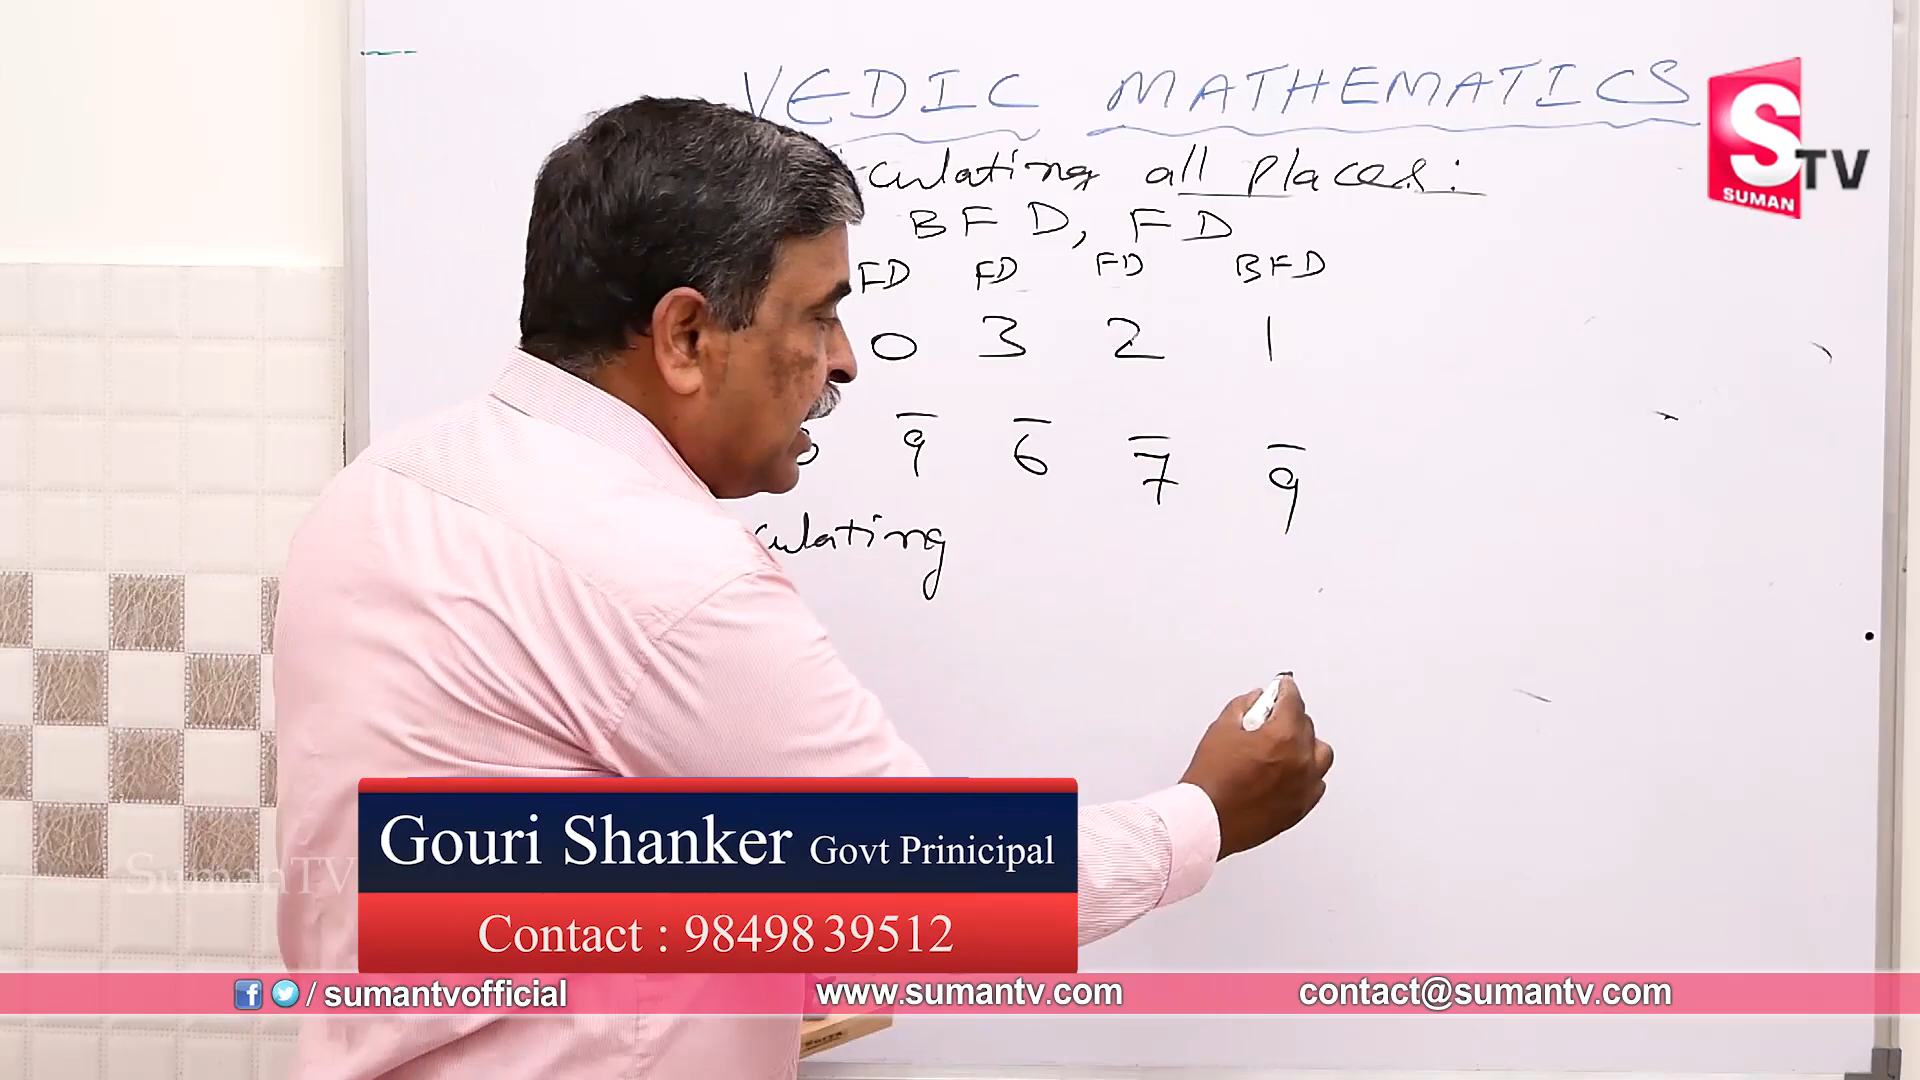 VEDIC MATHEMATICS
culating all places:
BFD, FD
FD FD FD BFD
0 3 2 1
9̅ 6̅ 7̅ 9̅
culating
S TV
SUMAN
Gouri Shanker Govt Prinicipal
Contact : 98498 39512
SumanTV
/ sumantvofficial
www.sumantv.com
contact@sumantv.com